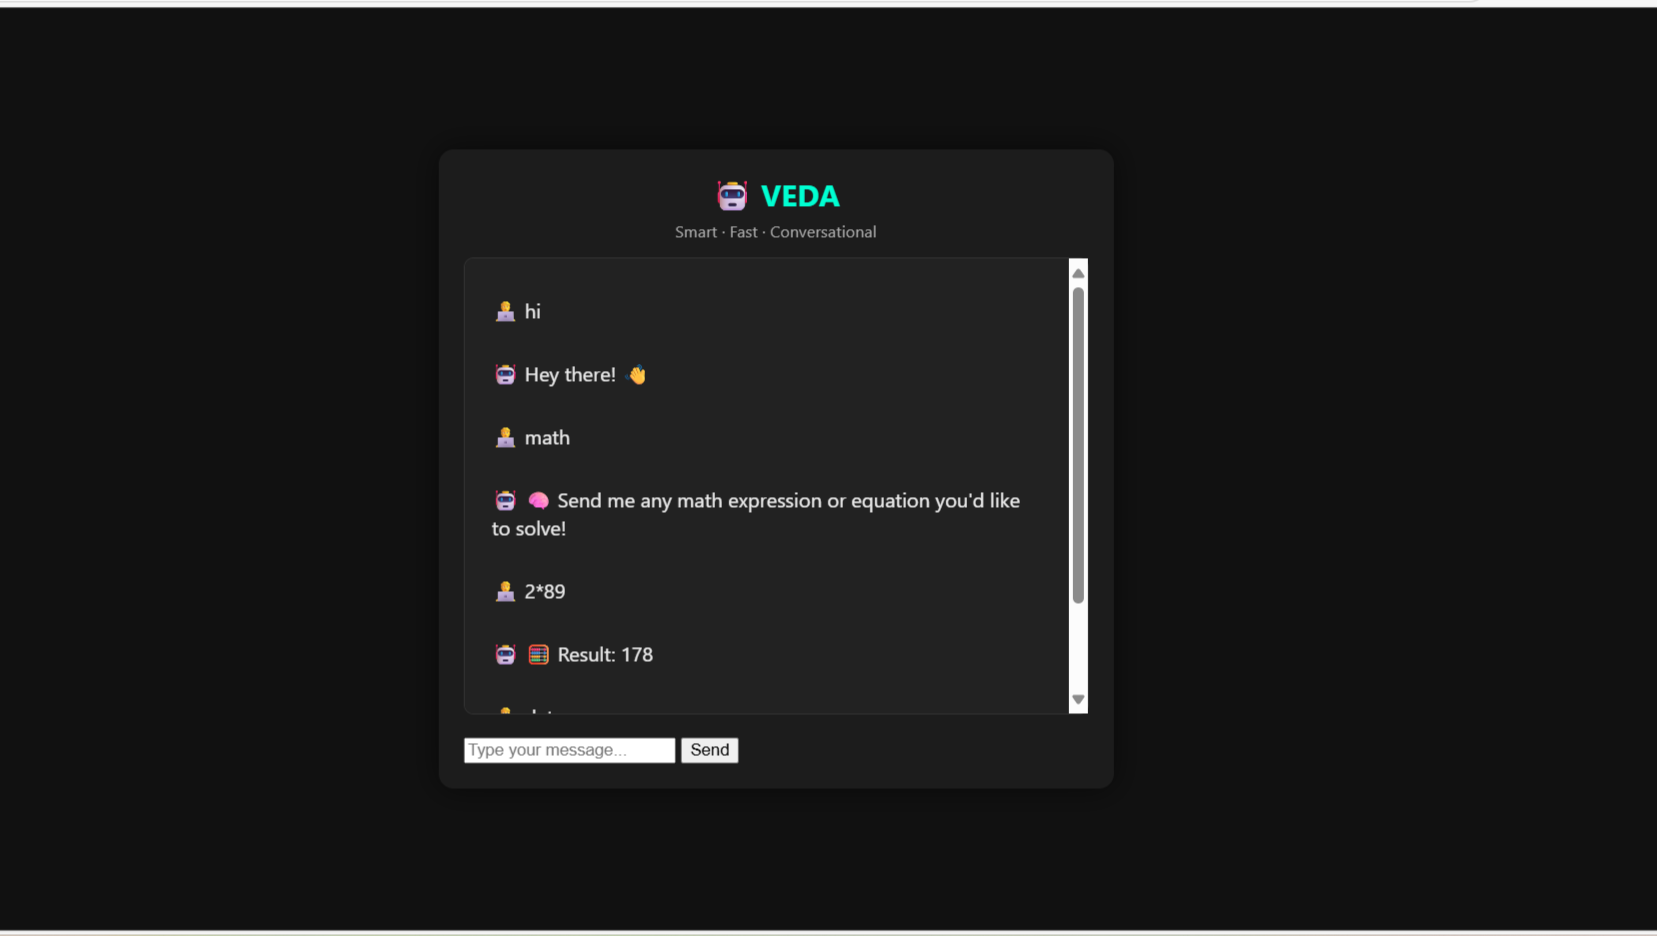 VEDA
Smart · Fast · Conversational
hi
Hey there! 👋
math
🧠 Send me any math expression or equation you'd like
to solve!
2*89
🧮 Result: 178
Type your message...
Send